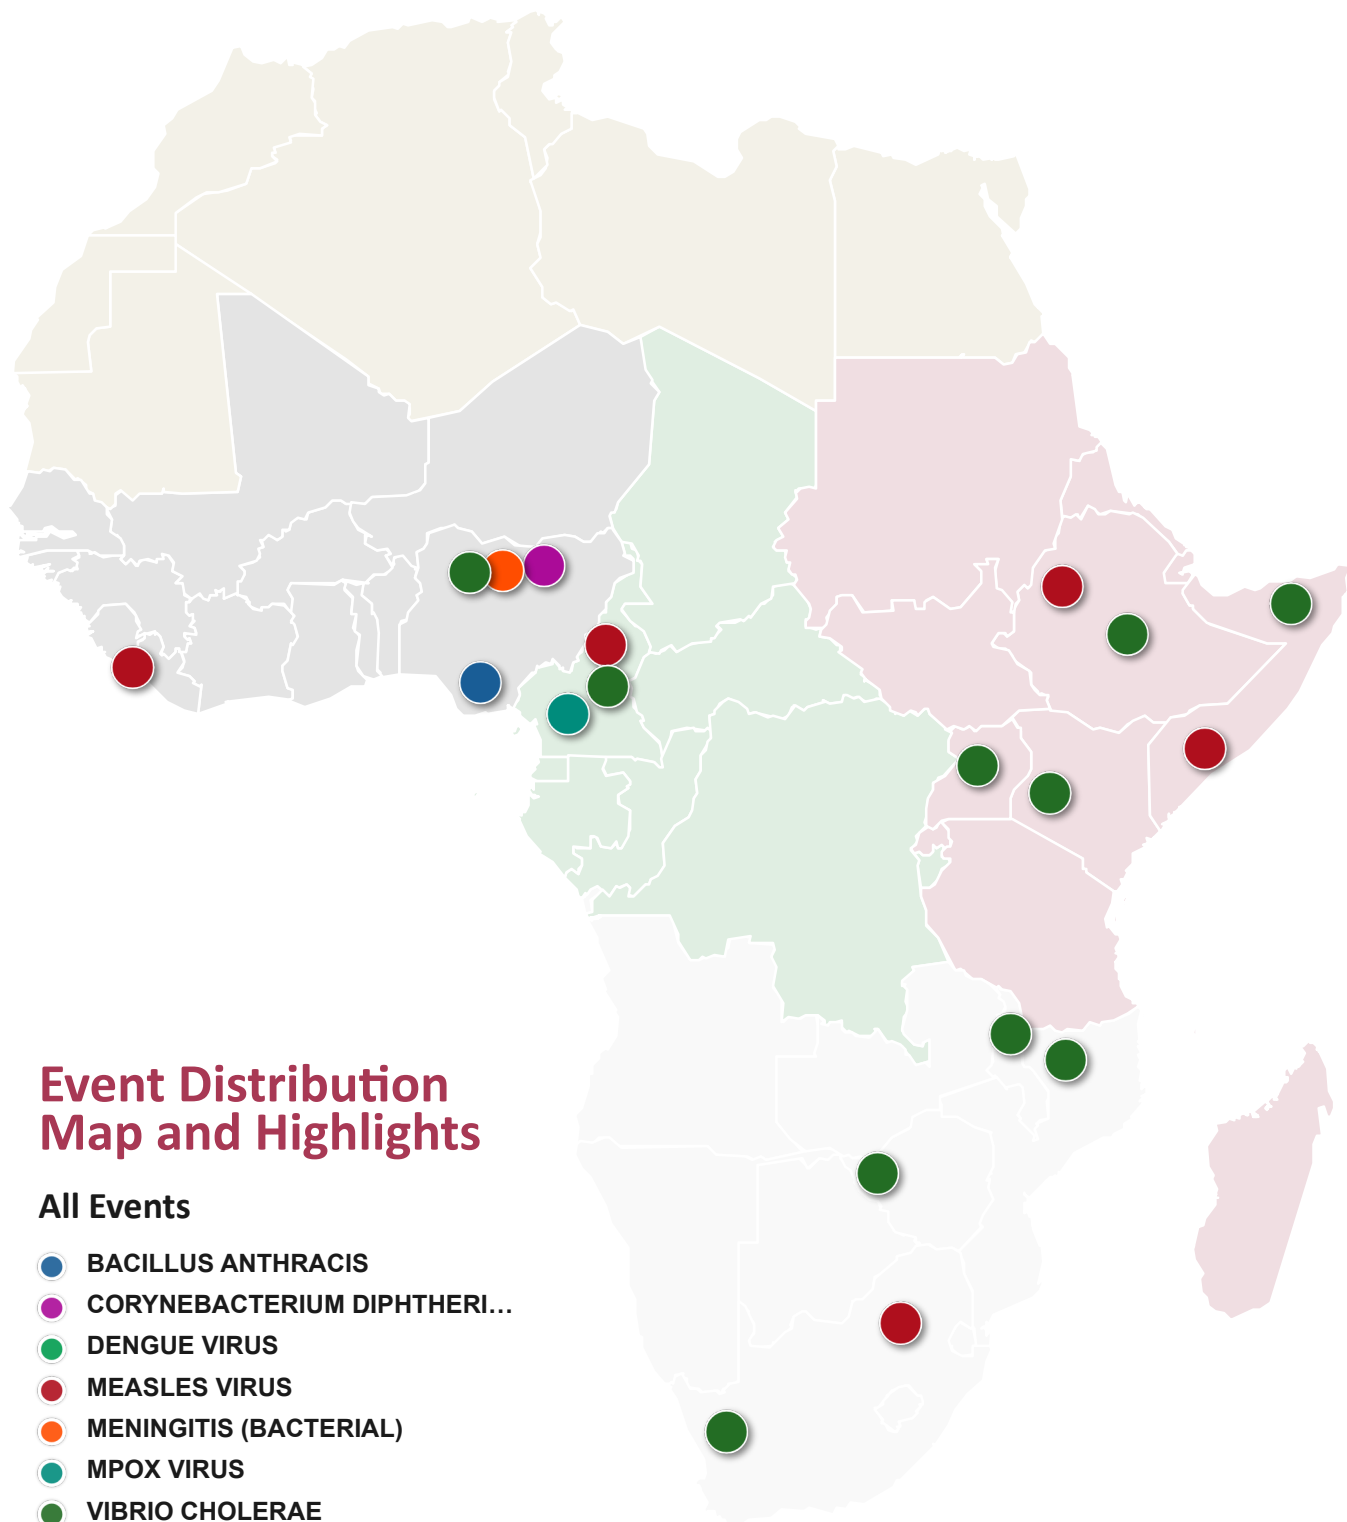 Event Distribution
Map and Highlights
All Events
BACILLUS ANTHRACIS
CORYNEBACTERIUM DIPHTHERI...
DENGUE VIRUS
MEASLES VIRUS
MENINGITIS (BACTERIAL)
MPOX VIRUS
VIBRIO CHOLERAE